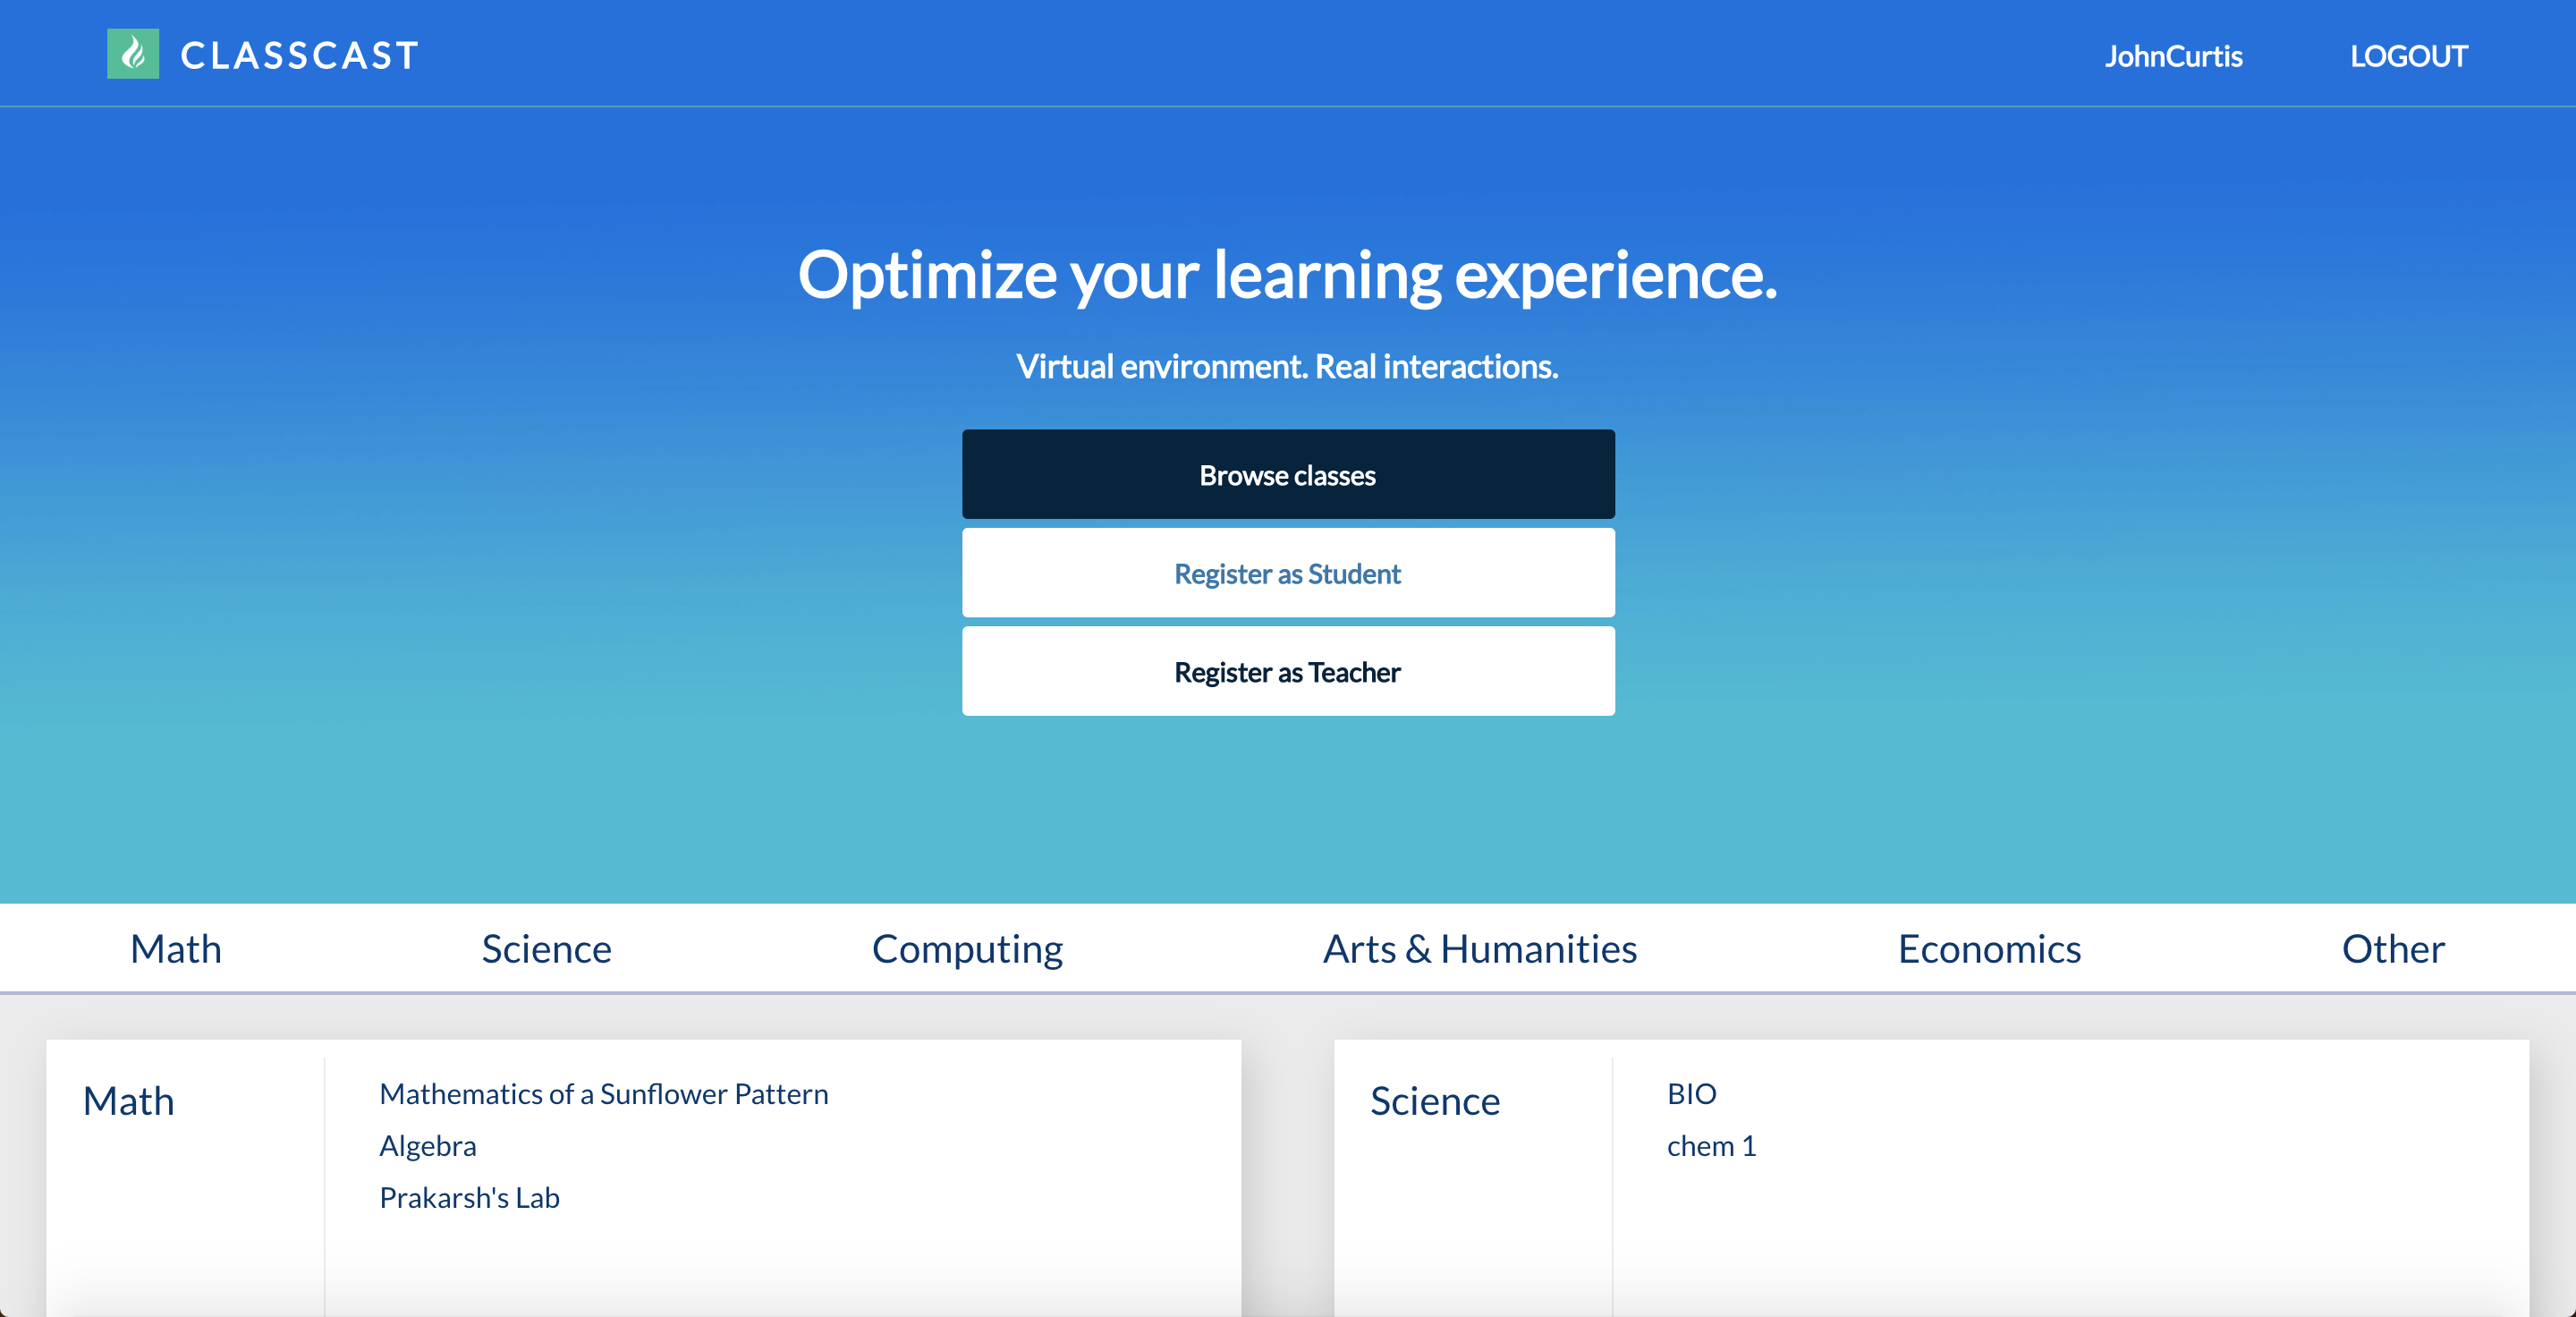 CLASSCAST
JohnCurtis LOGOUT
Optimize your learning experience.
Virtual environment. Real interactions.
Browse classes
Register as Student
Register as Teacher
Math Science Computing Arts & Humanities Economics Other
Math
Mathematics of a Sunflower Pattern
Algebra
Prakarsh's Lab
Science
BIO
chem 1